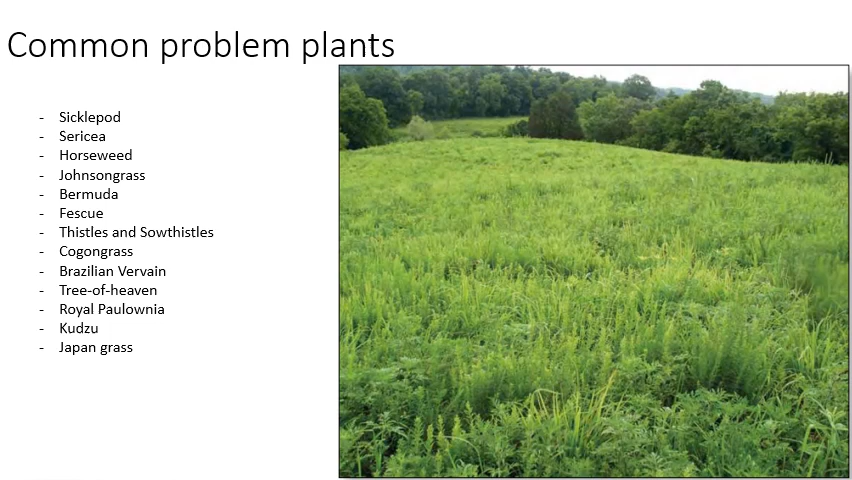 Common problem plants
- Sicklepod
- Sericea
- Horseweed
- Johnsongrass
- Bermuda
- Fescue
- Thistles and Sowthistles
- Cogongrass
- Brazilian Vervain
- Tree-of-heaven
- Royal Paulownia
- Kudzu
- Japan grass